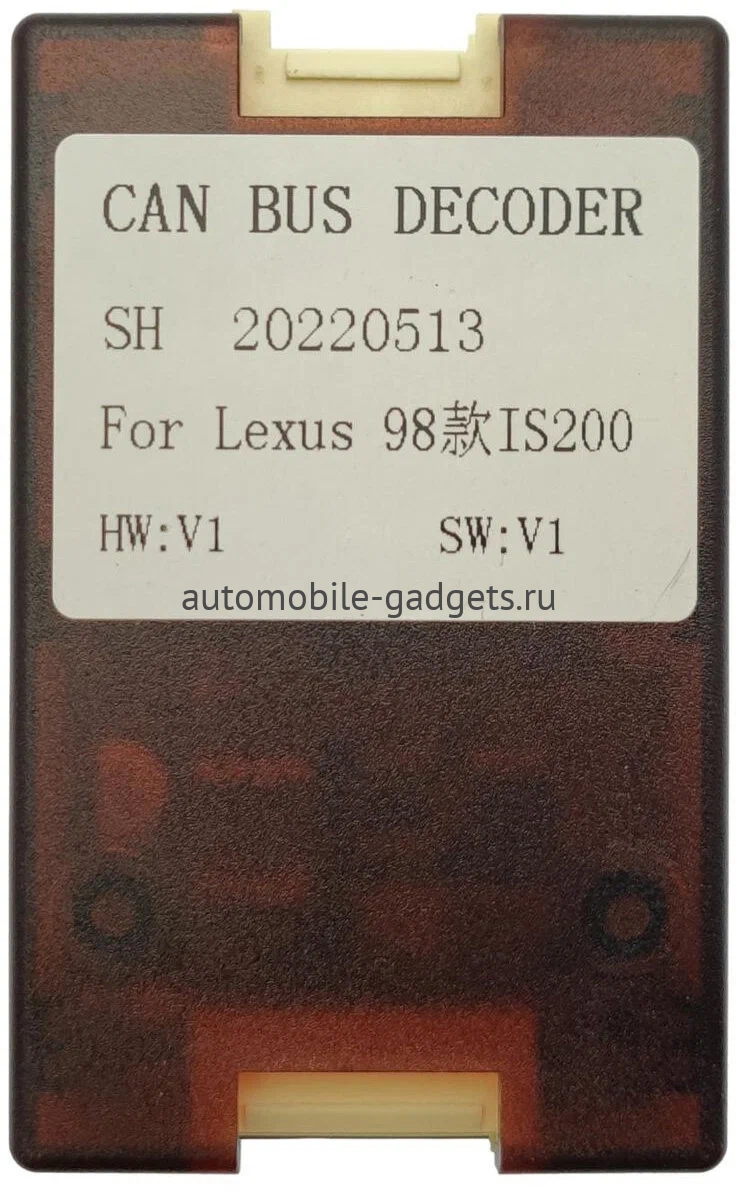 CAN BUS DECODER
SH 20220513
For Lexus 98款IS200
HW:V1 SW:V1
automobile-gadgets.ru